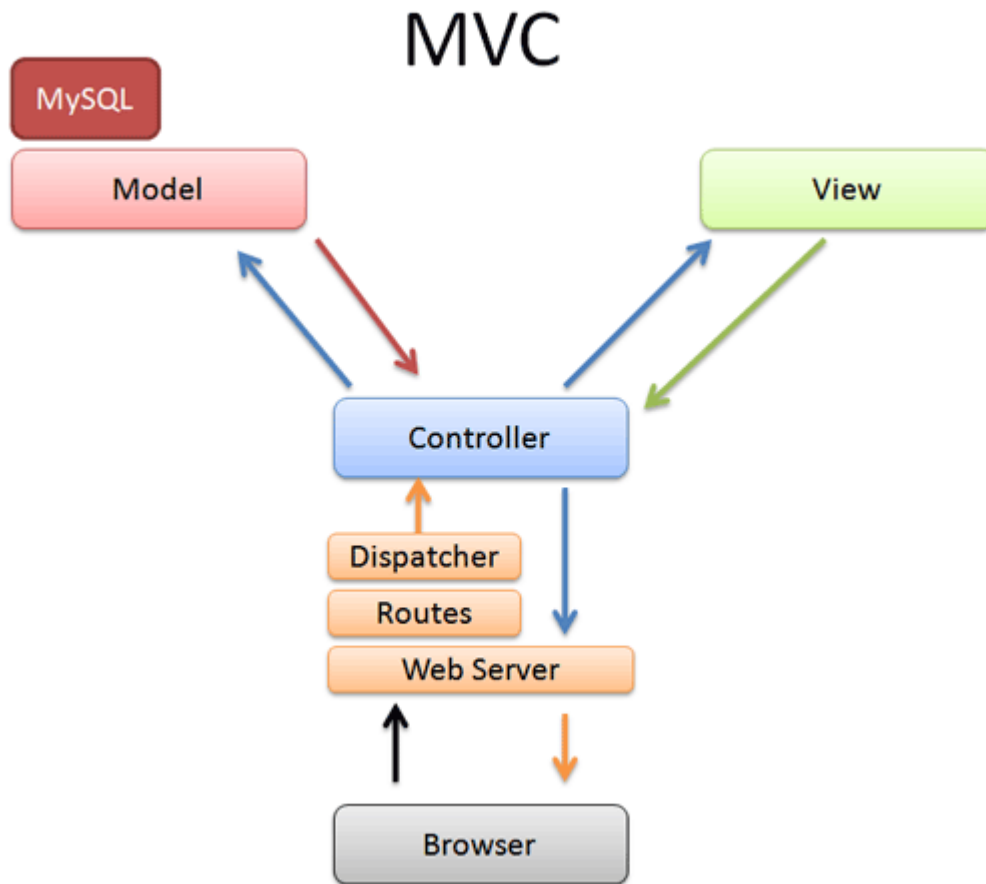 MVC
MySQL
Model
View
Controller
Dispatcher
Routes
Web Server
Browser